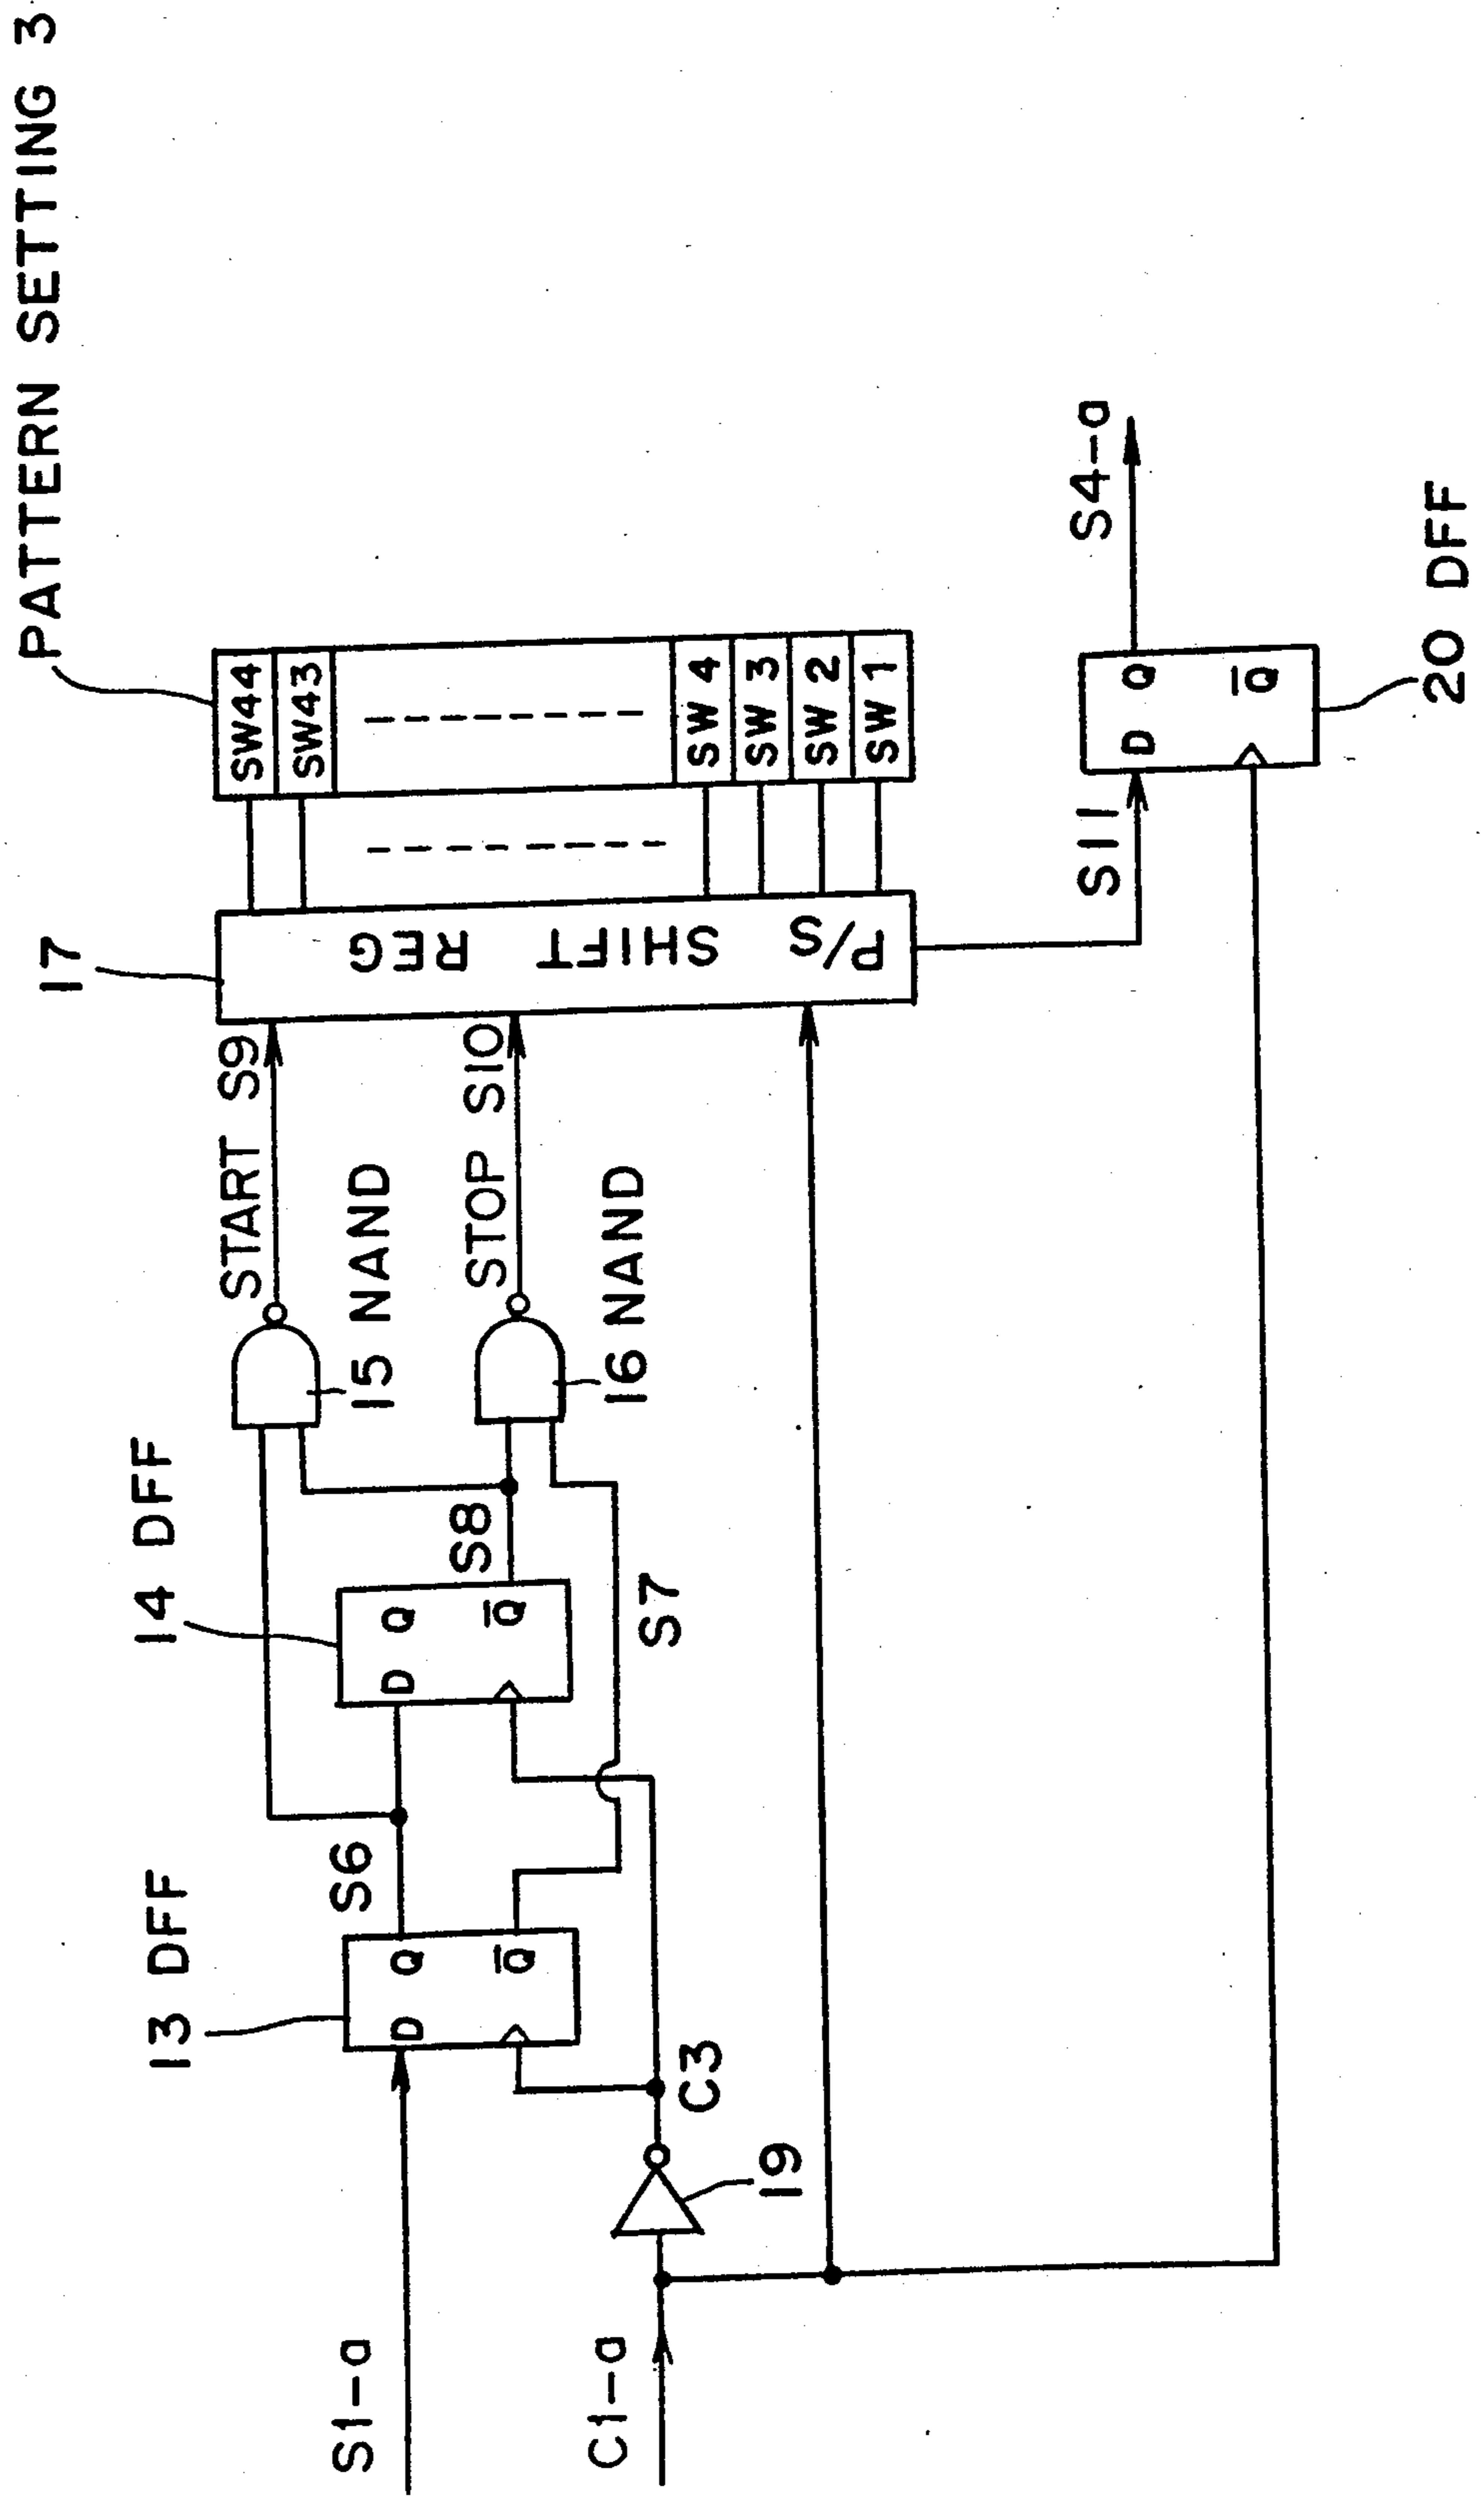 PATTERN SETTING 3
17
START S9
SW44
SW43
14 DFF
15 NAND
STOP S10
P/S SHIFT REG
13 DFF
S6
D Q
Q
S8
D Q
Q
16 NAND
SW 4
SW 3
SW 2
SW 1
S7
S1-a
C1-a
19
C3
S11
S4-a
D Q
Q
20 DFF